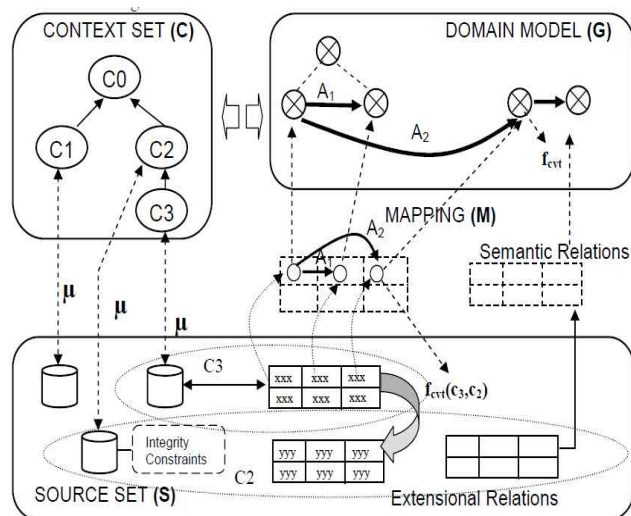 CONTEXT SET (C)
DOMAIN MODEL (G)
C0
C1
C2
C3
A1
A2
fcvt
MAPPING (M)
A2
A1
Semantic Relations
μ
μ
μ
C3
xxx xxx xxx
xxx xxx xxx
fcvt(c3,c2)
Integrity
Constraints
yyy yyy yyy
yyy yyy yyy
C2
SOURCE SET (S)
Extensional Relations